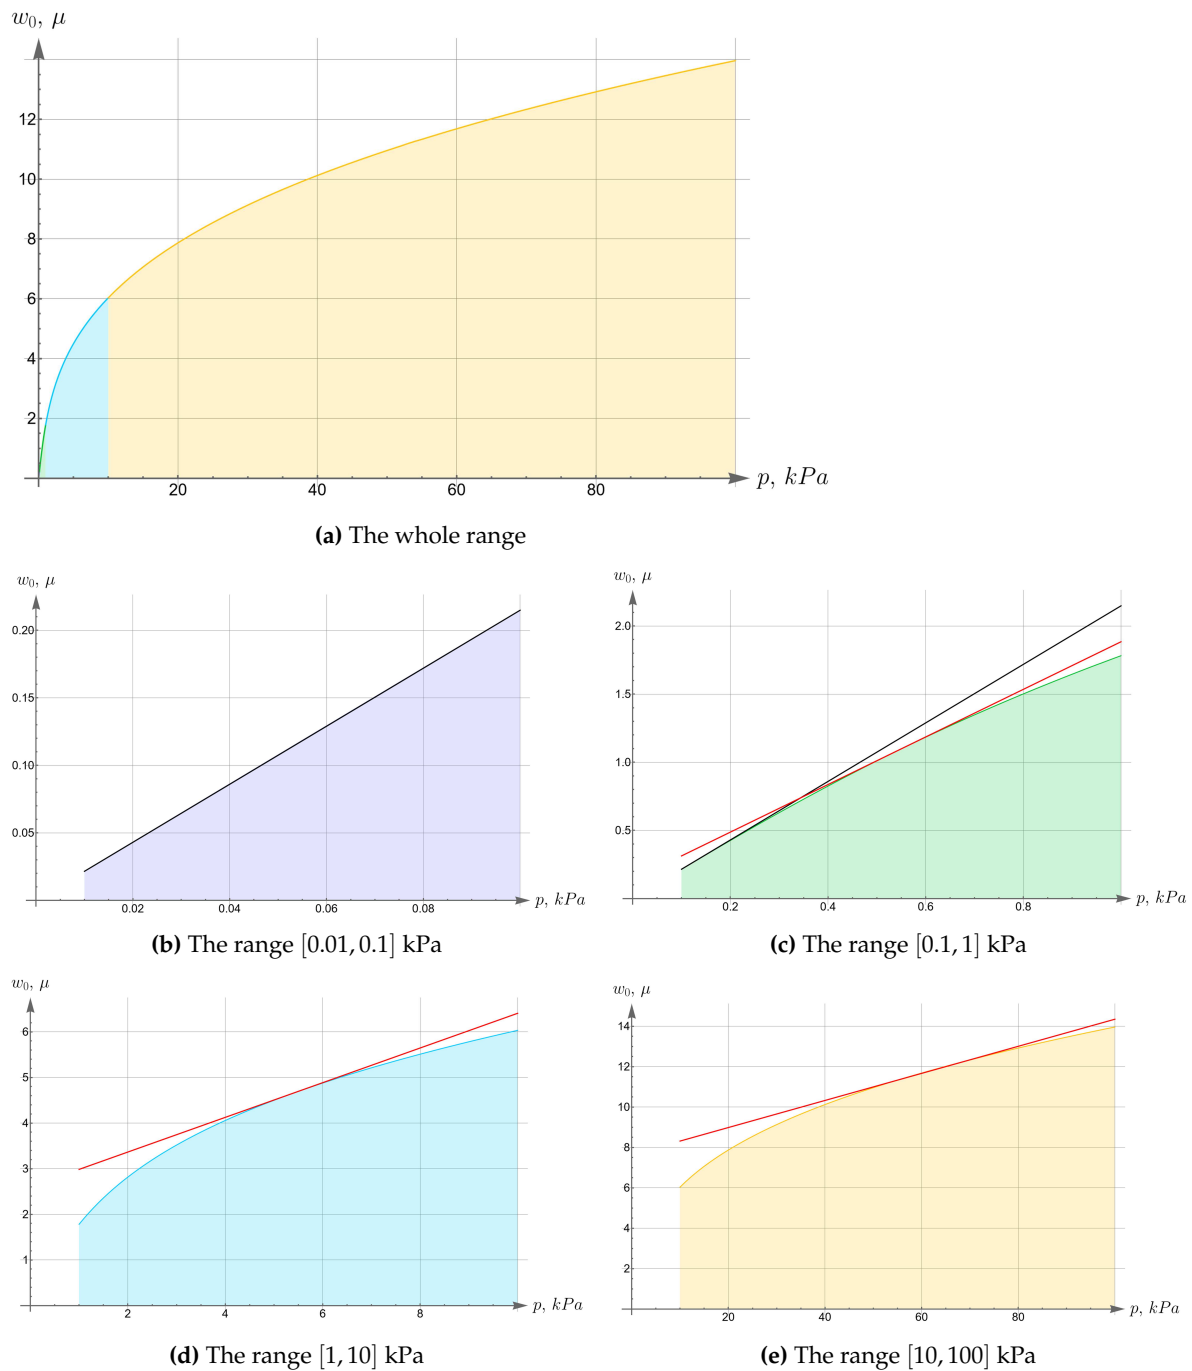 w₀, μ
12
10
8
6
4
2
20 40 60 80
p, kPa
(a) The whole range
w₀, μ
0.20
0.15
0.10
0.05
0.02 0.04 0.06 0.08
p, kPa
(b) The range [0.01, 0.1] kPa
w₀, μ
2.0
1.5
1.0
0.5
0.2 0.4 0.6 0.8
p, kPa
(c) The range [0.1, 1] kPa
w₀, μ
6
5
4
3
2
1
2 4 6 8
p, kPa
(d) The range [1, 10] kPa
w₀, μ
14
12
10
8
6
4
2
20 40 60 80
p, kPa
(e) The range [10, 100] kPa